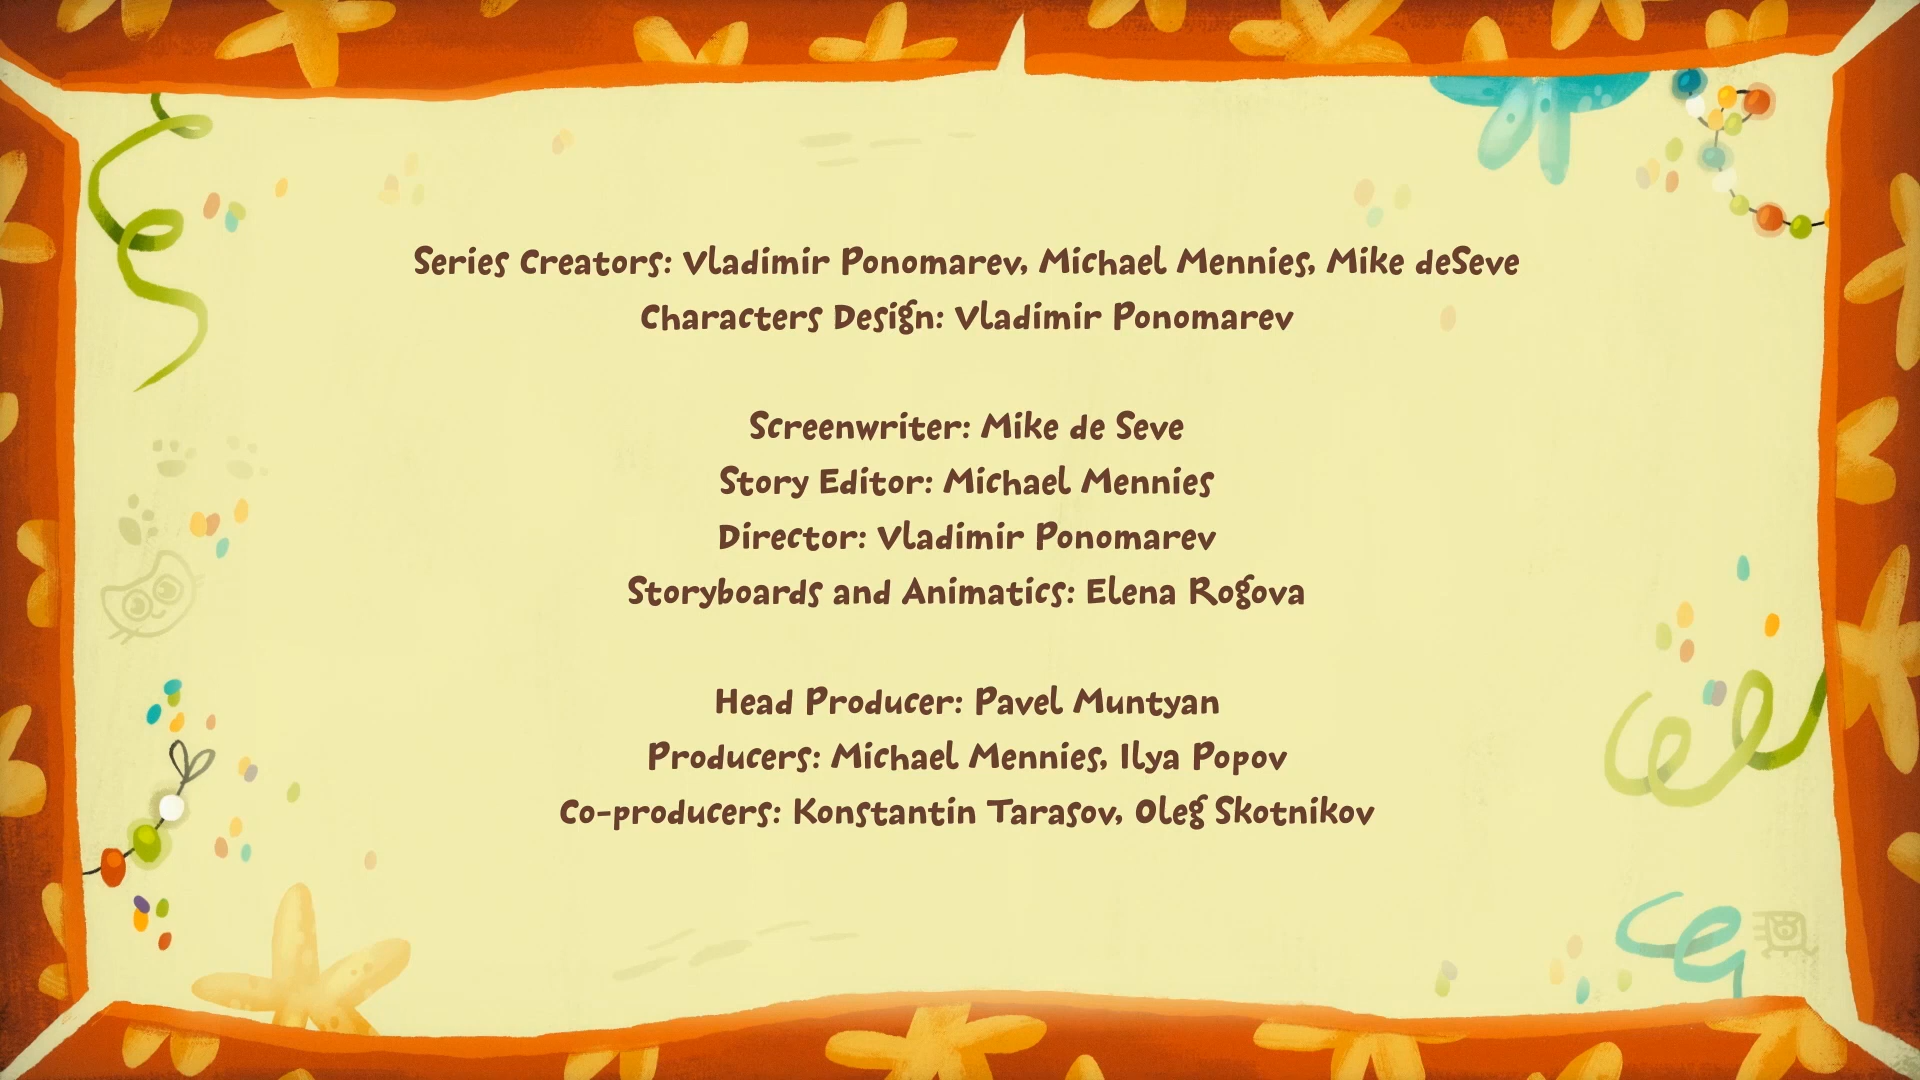 Series Creators: Vladimir Ponomarev, Michael Mennies, Mike deSeve
Characters Design: Vladimir Ponomarev
Screenwriter: Mike de Seve
Story Editor: Michael Mennies
Director: Vladimir Ponomarev
Storyboards and Animatics: Elena Rogova
Head Producer: Pavel Muntyan
Producers: Michael Mennies, Ilya Popov
Co-producers: Konstantin Tarasov, Oleg Skotnikov